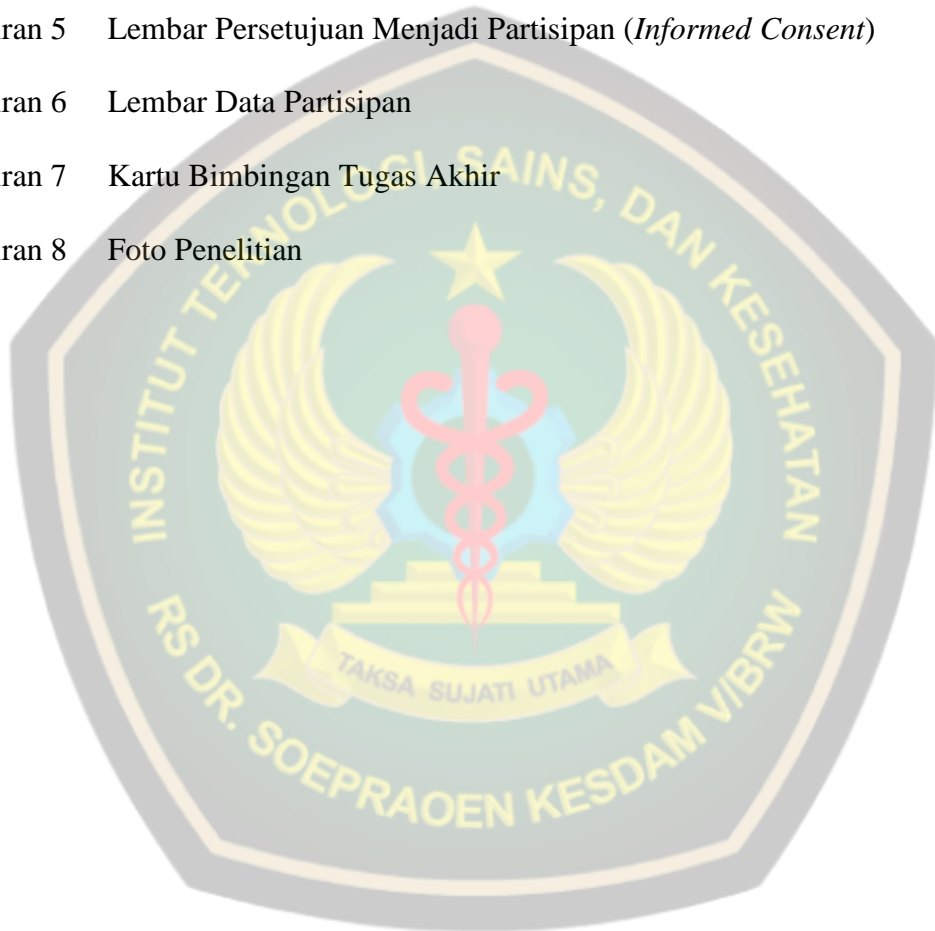 ran 5 Lembar Persetujuan Menjadi Partisipan (Informed Consent)
ran 6 Lembar Data Partisipan
ran 7 Kartu Bimbingan Tugas Akhir
ran 8 Foto Penelitian
INSTITUT TEKNOLOGI, SAINS, DAN KESEHATAN
TAKSA SUJATI UTAMA
RS DR. SOEPRAOEN KESDAM V/BRW